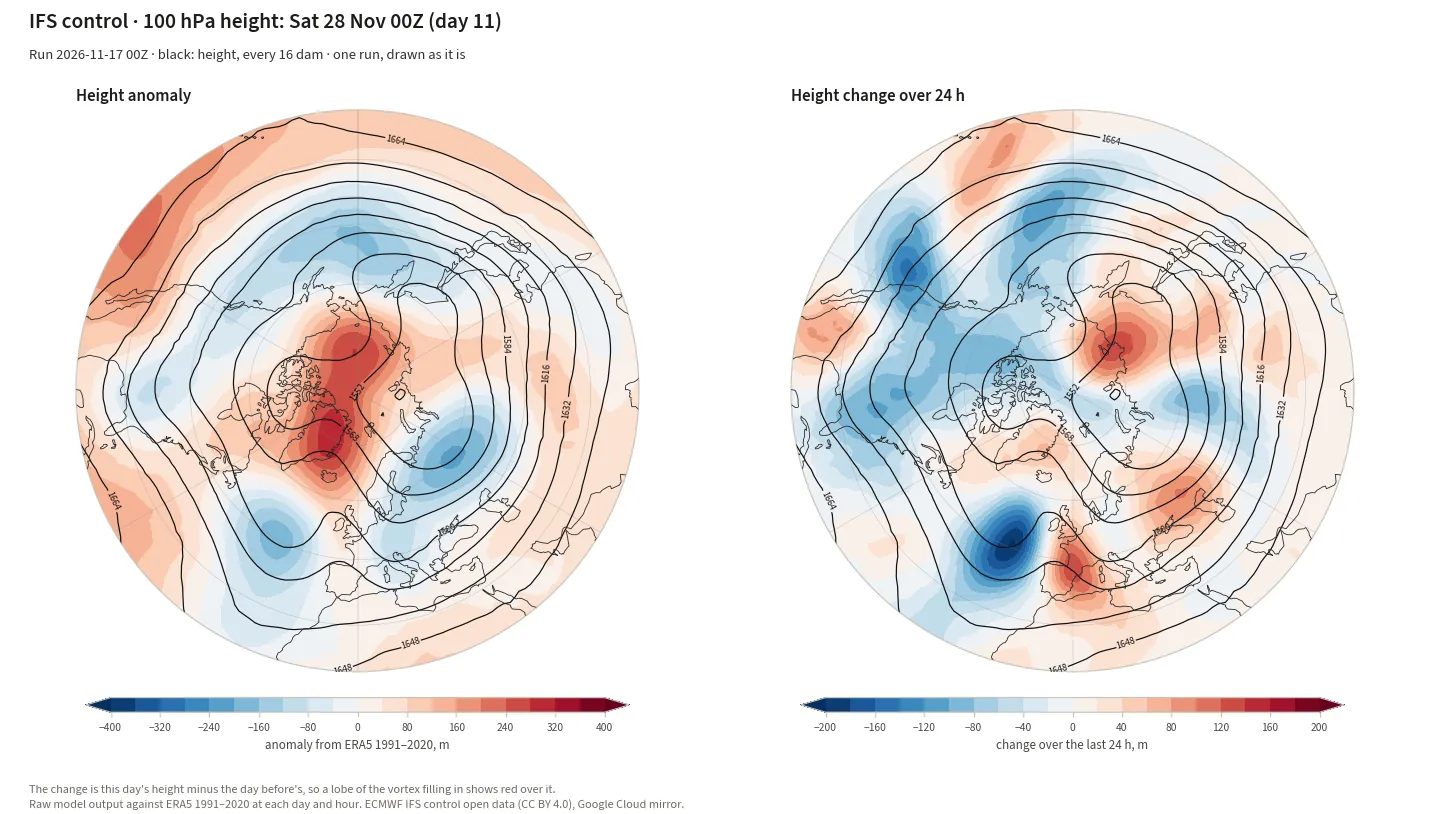 IFS control · 100 hPa height: Sat 28 Nov 00Z (day 11)
Run 2026-11-17 00Z · black: height, every 16 dam · one run, drawn as it is
Height anomaly
Height change over 24 h
1664
1584
1616
1632
1552
1568
1664
1648
1648
1664
1584
1616
1632
1552
1568
1664
1648
1648
−400 −320 −240 −160 −80 0 80 160 240 320 400
anomaly from ERA5 1991–2020, m
−200 −160 −120 −80 −40 0 40 80 120 160 200
change over the last 24 h, m
The change is this day's height minus the day before's, so a lobe of the vortex filling in shows red over it.
Raw model output against ERA5 1991–2020 at each day and hour. ECMWF IFS control open data (CC BY 4.0), Google Cloud mirror.